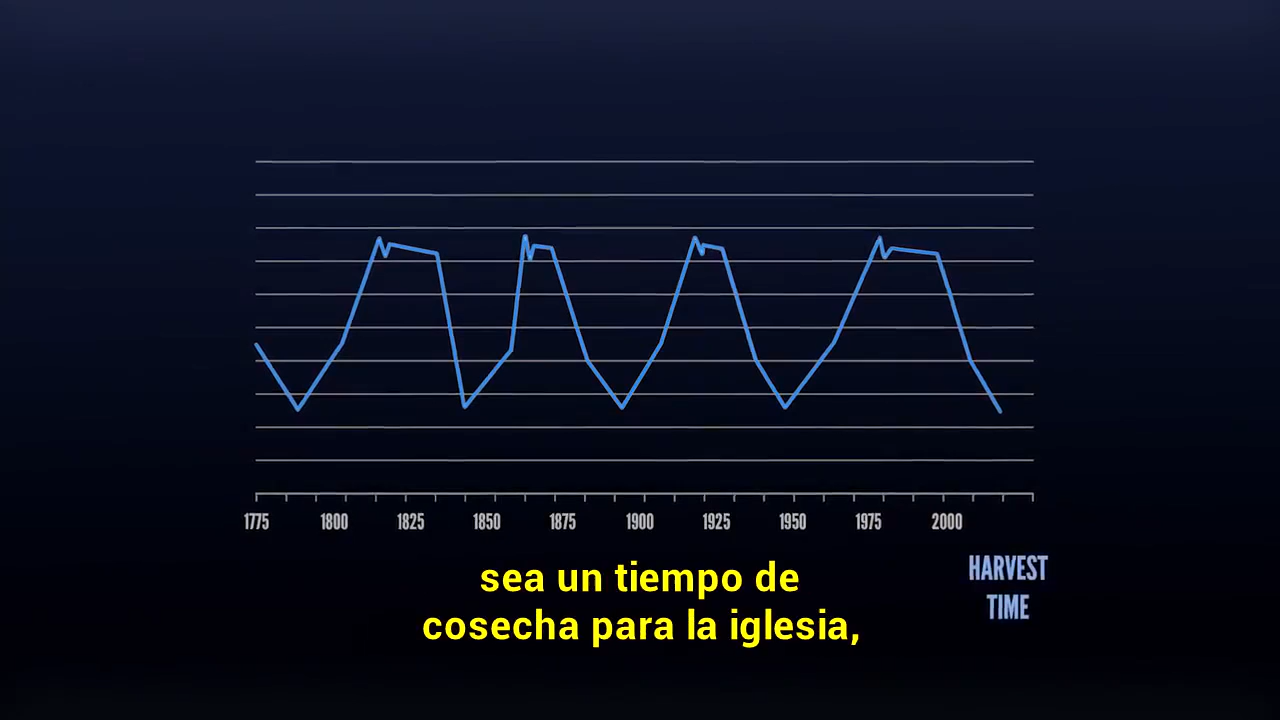 1775 1800 1825 1850 1875 1900 1925 1950 1975 2000
HARVEST
TIME
sea un tiempo de
cosecha para la iglesia,